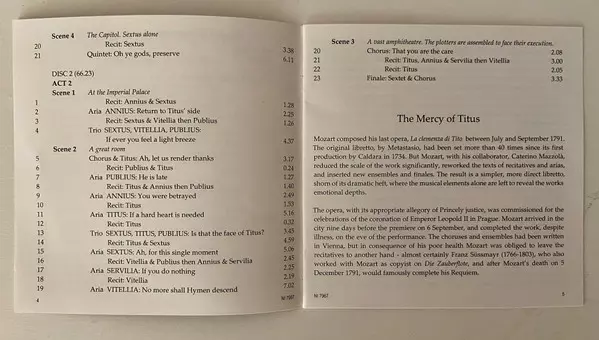 Scene 4 The Capitol. Sextus alone
20 Recit: Sextus 3.38
21 Quintet: Oh ye gods, preserve 6.11
DISC 2 (66.23)
ACT 2
Scene 1 At the Imperial Palace
1 Recit: Annius & Sextus 1.28
2 Aria ANNIUS: Return to Titus' side 2.25
3 Recit: Sextus & Vitellia then Publius 1.26
4 Trio SEXTUS, VITELLIA, PUBLIUS:
If ever you feel a light breeze 4.37
Scene 2 A great room
5 Chorus & Titus: Ah, let us render thanks 3.17
6 Recit: Publius & Titus 0.24
7 Aria PUBLIUS: He is late 1.27
8 Recit: Titus & Annius then Publius 1.40
9 Aria ANNIUS: You were betrayed 2.49
10 Recit: Titus 1.33
11 Aria TITUS: If a hard heart is needed 5.16
12 Recit: Titus 0.32
13 Trio SEXTUS, TITUS, PUBLIUS: Is that the face of Titus? 3.43
14 Recit: Titus & Sextus 4.59
15 Aria SEXTUS: Ah, for this single moment 5.06
16 Recit: Vitellia & Publius then Annius & Servilia 2.45
17 Aria SERVILIA: If you do nothing 2.25
18 Recit: Vitellia 2.19
19 Aria VITELLIA: No more shall Hymen descend 7.02
4 NI 7967
Scene 3 A vast amphitheatre. The plotters are assembled to face their execution.
20 Chorus: That you are the care 2.08
21 Recit: Titus, Annius & Servilia then Vitellia 3.00
22 Recit: Titus 2.05
23 Finale: Sextet & Chorus 3.33
The Mercy of Titus
Mozart composed his last opera, La clemenza di Tito between July and September 1791.
The original libretto, by Metastasio, had been set more than 40 times since its first
production by Caldara in 1734. But Mozart, with his collaborator, Caterino Mazzolà,
reduced the scale of the work significantly, reworked the texts of recitatives and arias,
and inserted new ensembles and finales. The result is a simpler, more direct libretto,
shorn of its dramatic heft, where the musical elements alone are left to reveal the works
emotional depths.
The opera, with its appropriate allegory of Princely justice, was commissioned for the
celebrations of the coronation of Emperor Leopold II in Prague. Mozart arrived in the
city nine days before the premiere on 6 September, and completed the work, despite
illness, on the eve of the performance. The choruses and ensembles had been written
in Vienna, but in consequence of his poor health Mozart was obliged to leave the
recitatives to another hand - almost certainly Franz Süssmayr (1766-1803), who also
worked with Mozart as copyist on Die Zauberflöte, and after Mozart's death on 5
December 1791, would famously complete his Requiem.
NI 7967 5